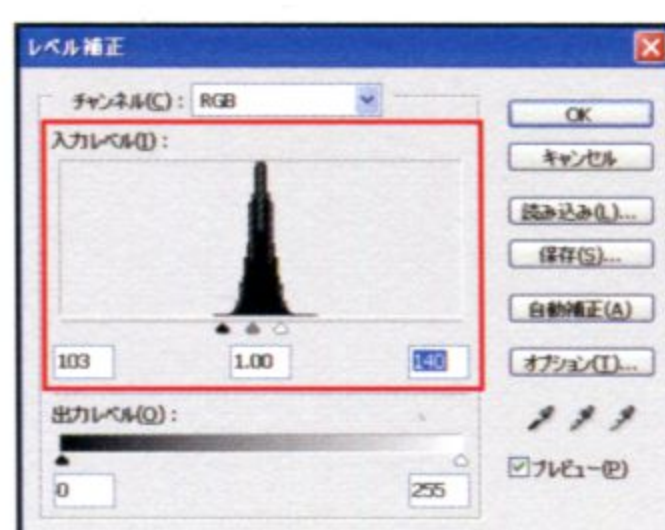 レベル補正
チャンネル(C): RGB
入力レベル(I):
103 1.00 140
出力レベル(O):
0 255
OK
キャンセル
読み込み(L)...
保存(S)...
自動補正(A)
オプション(T)...
プレビュー(P)